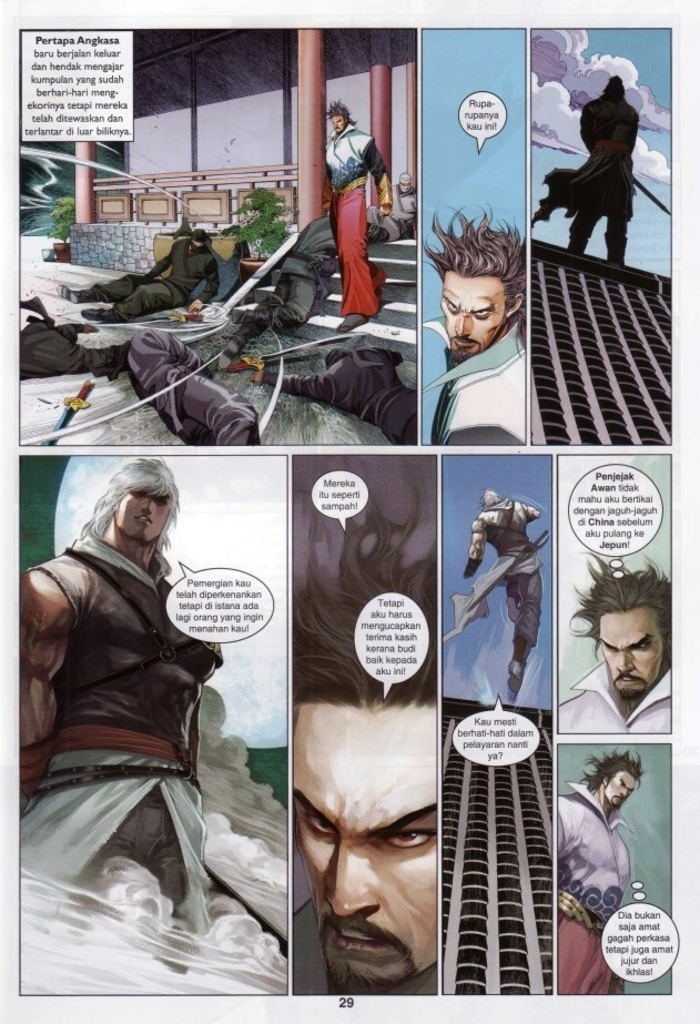 Pertapa Angkasa
baru berjalan keluar
dan hendak mengajar
kumpulan yang sudah
berhari-hari meng-
ekorinya tetapi mereka
telah ditewaskan dan
terlantar di luar biliknya.
Rupa-
rupanya
kau ini!
Pemergian kau
telah diperkenankan
tetapi di istana ada
lagi orang yang ingin
menahan kau!
Mereka
itu seperti
sampah!
Tetapi
aku harus
mengucapkan
terima kasih
kerana budi
baik kepada
aku ini!
Kau mesti
berhati-hati dalam
pelayaran nanti
ya?
Penjejak
Awan tidak
mahu aku bertikai
dengan jaguh-jaguh
di China sebelum
aku pulang ke
Jepun!
Dia bukan
saja amat
gagah perkasa
tetapi juga amat
jujur dan
ikhlas!
29